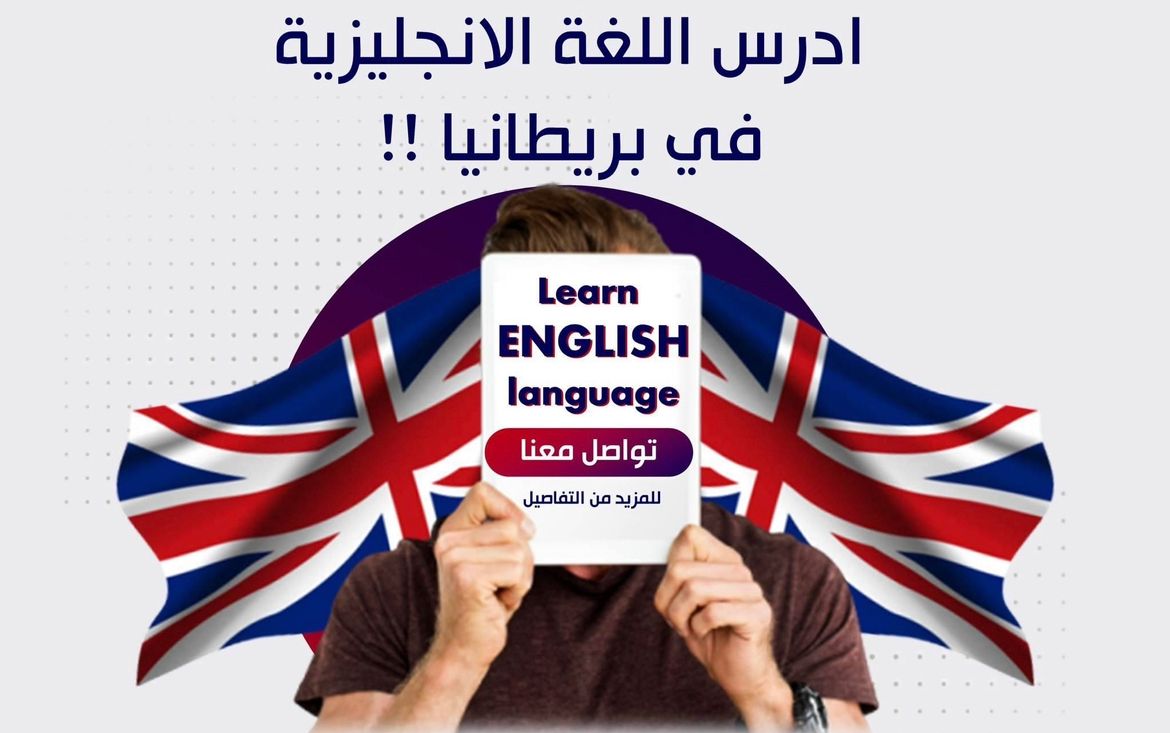 ادرس اللغة الانجليزية
في بريطانيا !!
Learn
ENGLISH
language
تواصل معنا
للمزيد من التفاصيل